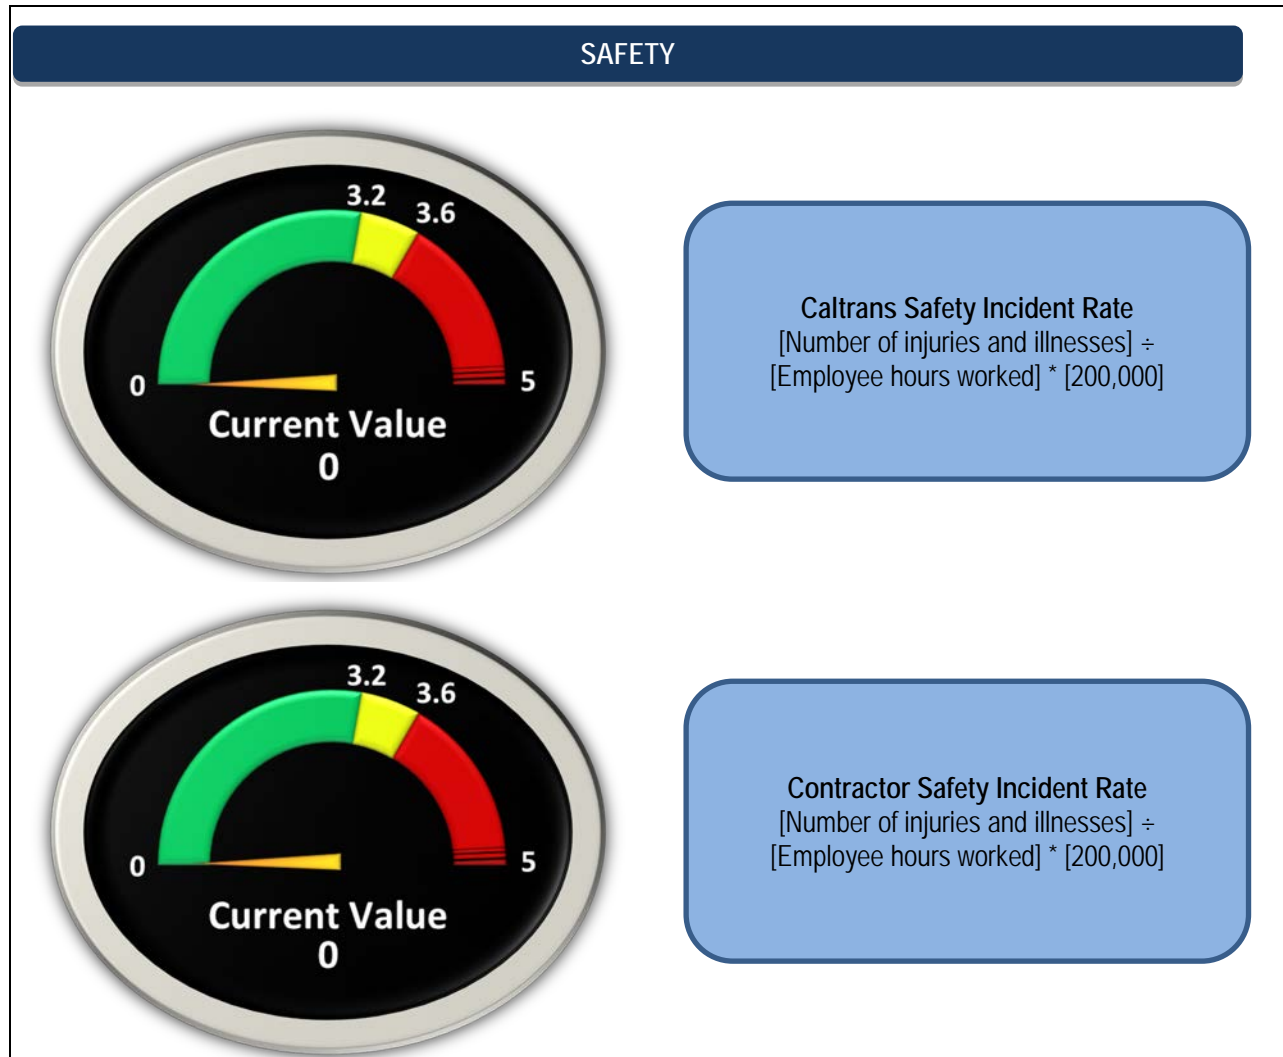 SAFETY
3.2
3.6
0
5
Current Value
0
Caltrans Safety Incident Rate
[Number of injuries and illnesses] ÷
[Employee hours worked] * [200,000]
3.2
3.6
0
5
Current Value
0
Contractor Safety Incident Rate
[Number of injuries and illnesses] ÷
[Employee hours worked] * [200,000]